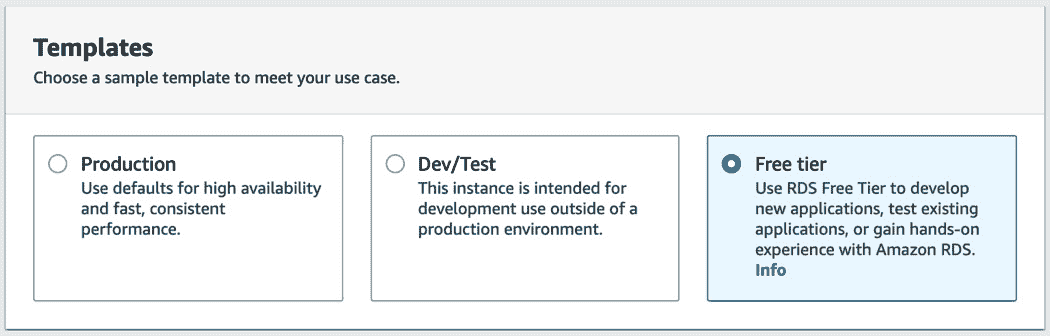 Templates
Choose a sample template to meet your use case.
Production
Use defaults for high availability
and fast, consistent
performance.
Dev/Test
This instance is intended for
development use outside of a
production environment.
Free tier
Use RDS Free Tier to develop
new applications, test existing
applications, or gain hands-on
experience with Amazon RDS.
Info